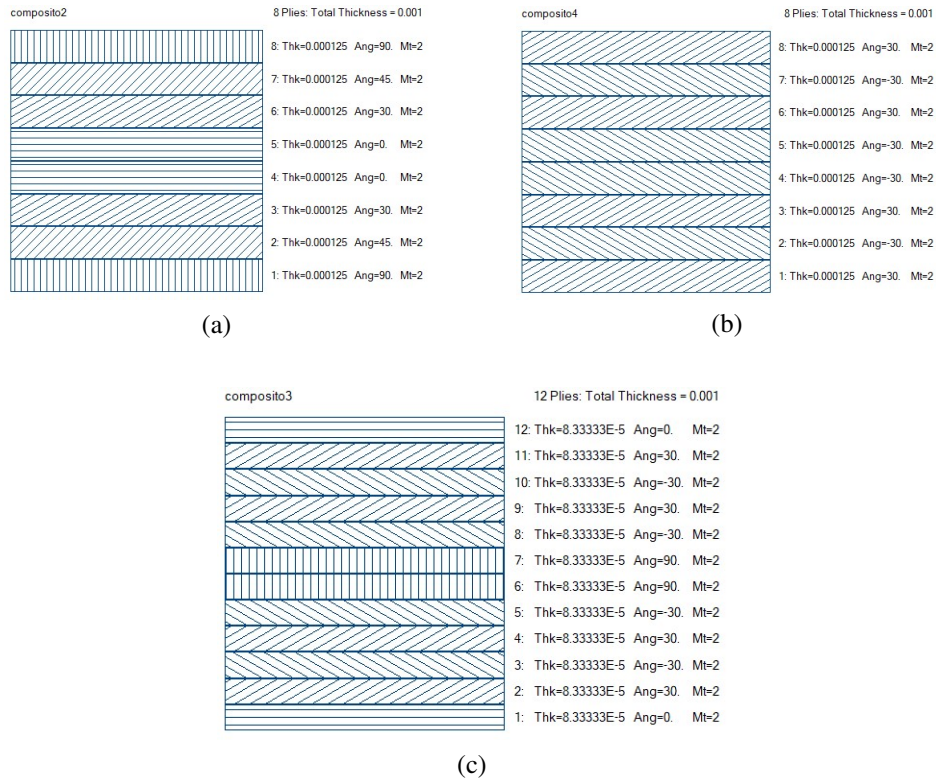 composito2 8 Plies: Total Thickness = 0.001
8: Thk=0.000125 Ang=90. Mt=2
7: Thk=0.000125 Ang=45. Mt=2
6: Thk=0.000125 Ang=30. Mt=2
5: Thk=0.000125 Ang=0. Mt=2
4: Thk=0.000125 Ang=0. Mt=2
3: Thk=0.000125 Ang=30. Mt=2
2: Thk=0.000125 Ang=45. Mt=2
1: Thk=0.000125 Ang=90. Mt=2
(a)
composito4 8 Plies: Total Thickness = 0.001
8: Thk=0.000125 Ang=30. Mt=2
7: Thk=0.000125 Ang=-30. Mt=2
6: Thk=0.000125 Ang=30. Mt=2
5: Thk=0.000125 Ang=-30. Mt=2
4: Thk=0.000125 Ang=-30. Mt=2
3: Thk=0.000125 Ang=30. Mt=2
2: Thk=0.000125 Ang=-30. Mt=2
1: Thk=0.000125 Ang=30. Mt=2
(b)
composito3 12 Plies: Total Thickness = 0.001
12: Thk=8.33333E-5 Ang=0. Mt=2
11: Thk=8.33333E-5 Ang=30. Mt=2
10: Thk=8.33333E-5 Ang=-30. Mt=2
9: Thk=8.33333E-5 Ang=30. Mt=2
8: Thk=8.33333E-5 Ang=-30. Mt=2
7: Thk=8.33333E-5 Ang=90. Mt=2
6: Thk=8.33333E-5 Ang=90. Mt=2
5: Thk=8.33333E-5 Ang=-30. Mt=2
4: Thk=8.33333E-5 Ang=30. Mt=2
3: Thk=8.33333E-5 Ang=-30. Mt=2
2: Thk=8.33333E-5 Ang=30. Mt=2
1: Thk=8.33333E-5 Ang=0. Mt=2
(c)